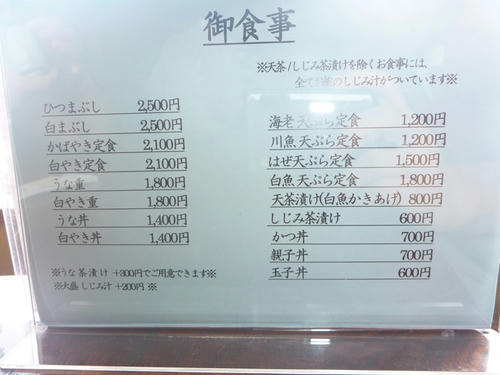 御食事
※天茶/しじみ茶漬けを除くお食事には、
全て のしじみ汁がついています※
ひつまぶし 2,500円
白まぶし 2,500円
かばやき定食 2,100円
白やき定食 2,100円
うな重 1,800円
白やき重 1,800円
うな丼 1,400円
白やき丼 1,400円
※うな茶漬け +300円でご用意できます※
※大盛しじみ汁 +200円 ※
海老天ぷら定食 1,200円
川魚天ぷら定食 1,200円
はぜ天ぷら定食 1,500円
白魚天ぷら定食 1,800円
天茶漬け(白魚かきあげ) 800円
しじみ茶漬け 600円
かつ丼 700円
親子丼 700円
玉子丼 600円